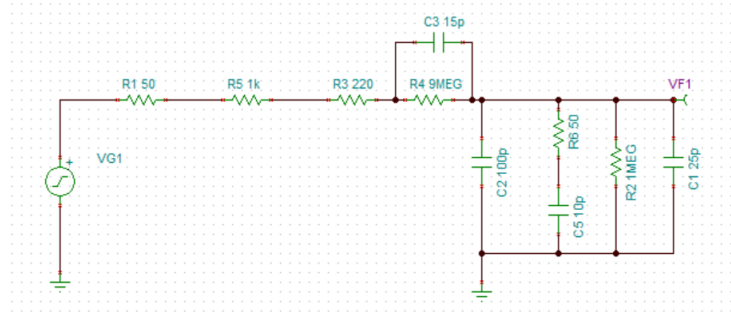 C3 15p
R1 50
R5 1k
R3 220
R4 9MEG
VF1
VG1
+
C2 100p
R6 50
C5 10p
R2 1MEG
C1 25p